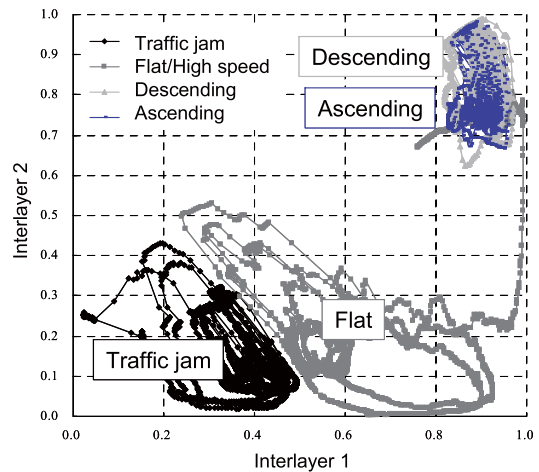 1.0
0.9
0.8
0.7
0.6
0.5
0.4
0.3
0.2
0.1
0.0
Interlayer 2
Traffic jam
Flat/High speed
Descending
Ascending
Descending
Ascending
Flat
Traffic jam
0.0 0.2 0.4 0.6 0.8 1.0
Interlayer 1